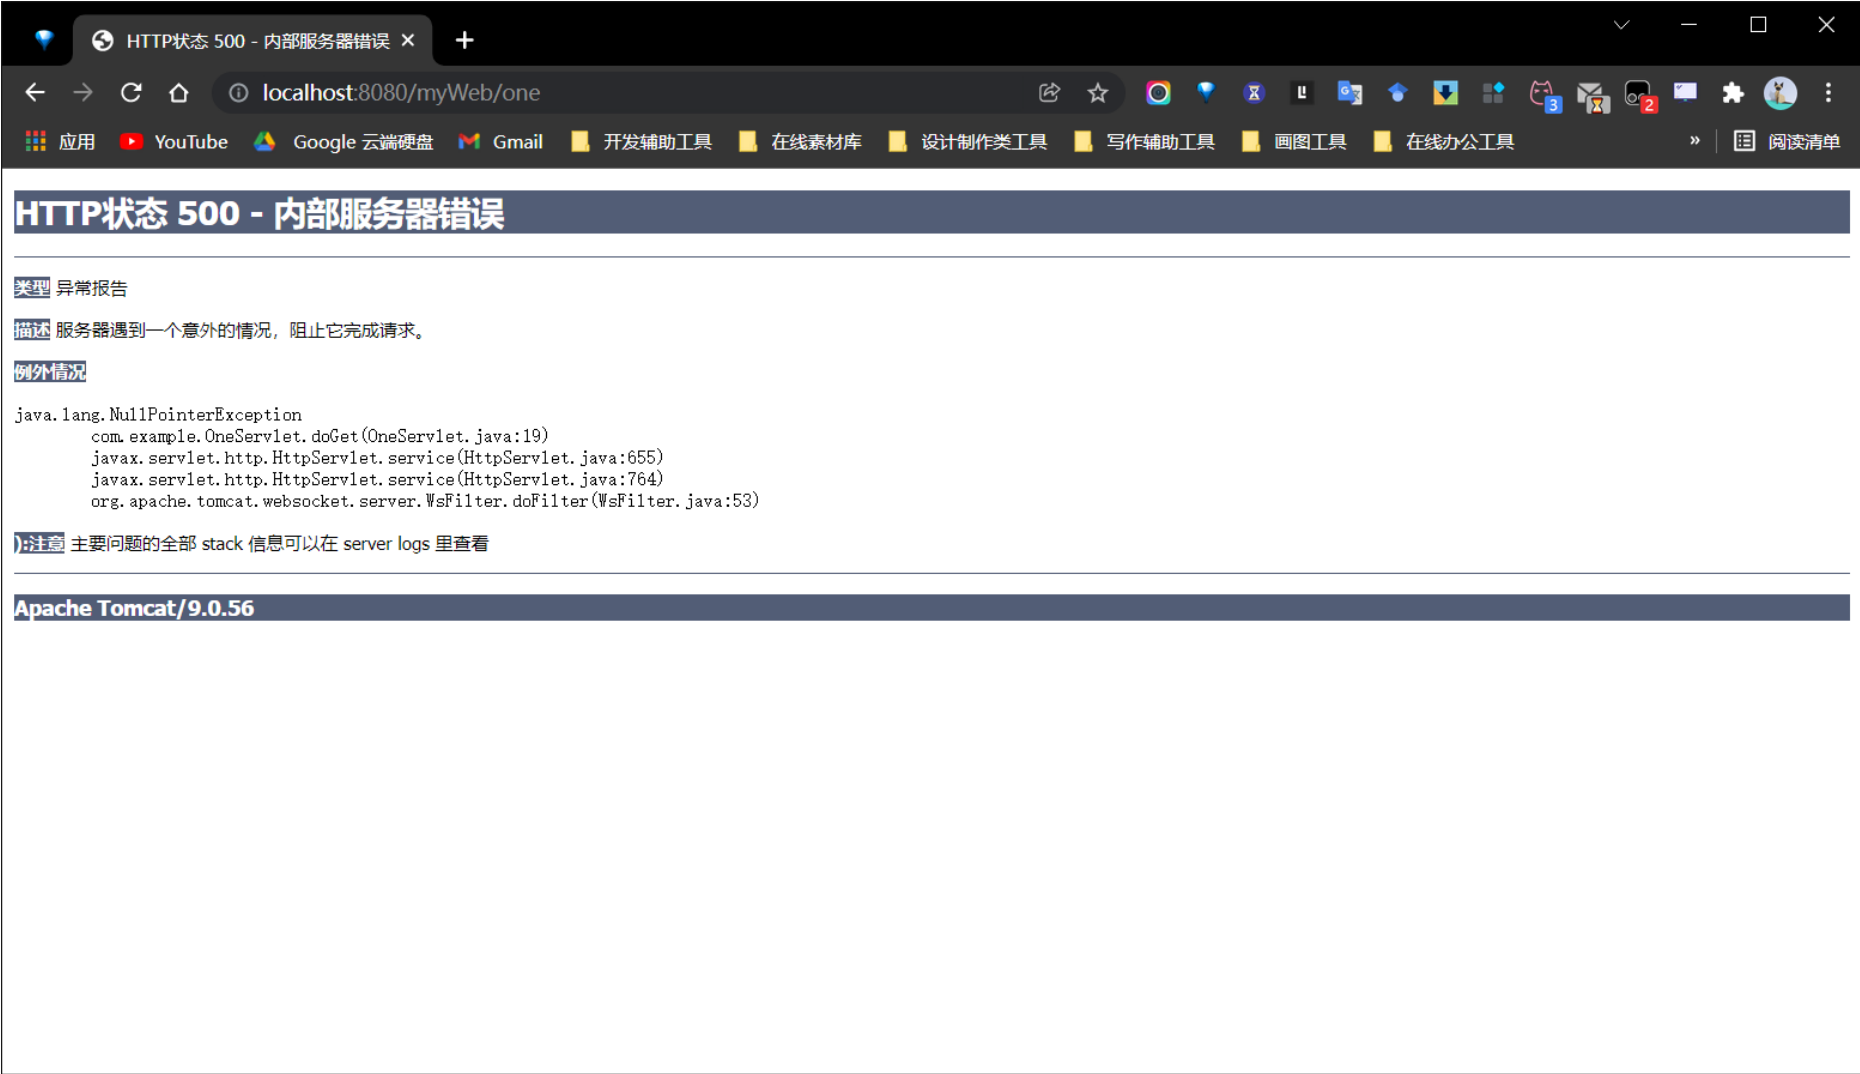 HTTP状态 500 - 内部服务器错误
localhost:8080/myWeb/one
3
2
应用 YouTube Google 云端硬盘 Gmail 开发辅助工具 在线素材库 设计制作类工具 写作辅助工具 画图工具 在线办公工具 » 阅读清单
HTTP状态 500 - 内部服务器错误
类型 异常报告
描述 服务器遇到一个意外的情况，阻止它完成请求。
例外情况
java.lang.NullPointerException
com.example.OneServlet.doGet(OneServlet.java:19)
javax.servlet.http.HttpServlet.service(HttpServlet.java:655)
javax.servlet.http.HttpServlet.service(HttpServlet.java:764)
org.apache.tomcat.websocket.server.WsFilter.doFilter(WsFilter.java:53)
):注意 主要问题的全部 stack 信息可以在 server logs 里查看
Apache Tomcat/9.0.56